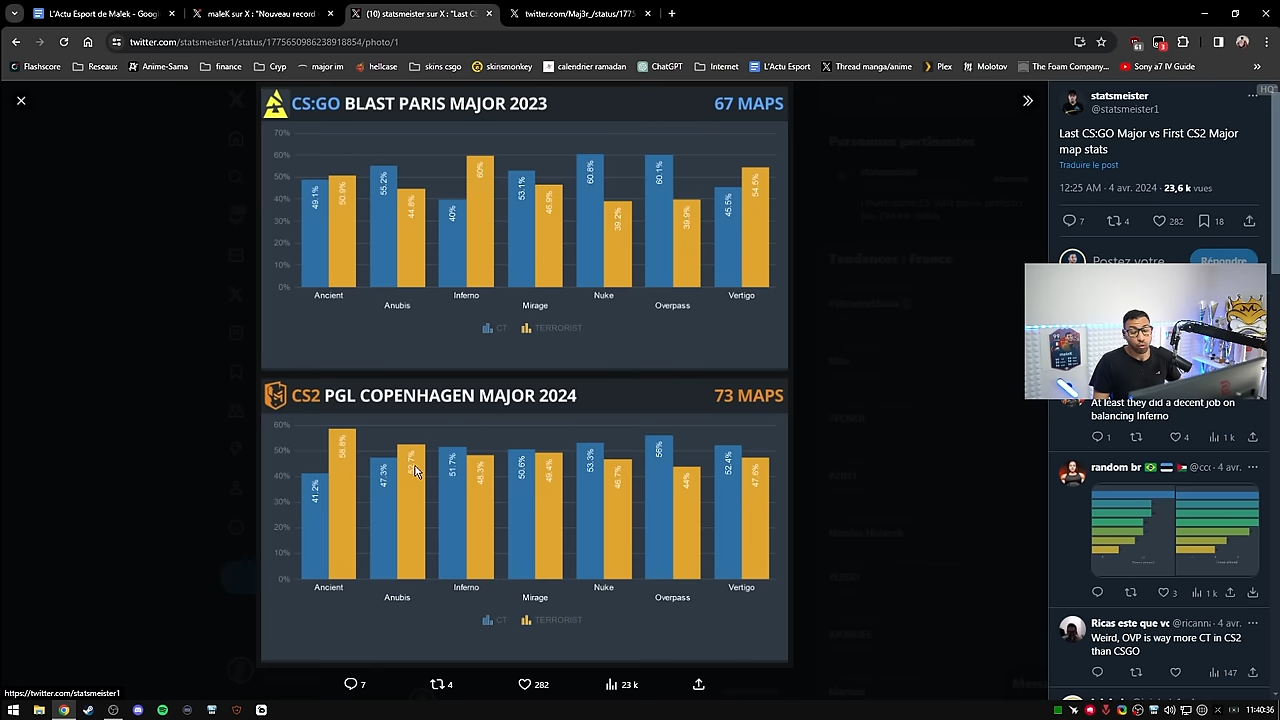 L'Actu Esport de Malek - Googl
maleK sur X : "Nouveau record
(10) statsmeister sur X : "Last CS
twitter.com/Maj3r_/status/1775
twitter.com/statsmeister1/status/1775650986238918854/photo/1
61
3
Flashscore
Reseaux
Anime-Sama
finance
Cryp
major im
hellcase
skins csgo
skinsmonkey
calendrier ramadan
ChatGPT
Internet
L'Actu Esport
Thread manga/anime
Plex
Molotov
The Foam Company...
Sony a7 IV Guide
HQ
CS:GO BLAST PARIS MAJOR 2023
67 MAPS
70%
60%
50%
40%
30%
20%
10%
0%
49.1%
50.9%
55.2%
44.8%
40%
60%
53.1%
46.9%
60.8%
39.2%
60.1%
39.9%
45.5%
54.5%
Ancient
Anubis
Inferno
Mirage
Nuke
Overpass
Vertigo
CT
TERRORIST
CS2 PGL COPENHAGEN MAJOR 2024
73 MAPS
60%
50%
40%
30%
20%
10%
0%
41.2%
58.8%
47.3%
51.7%
48.3%
50.6%
49.4%
53.3%
46.7%
56%
44%
52.4%
47.6%
Ancient
Anubis
Inferno
Mirage
Nuke
Overpass
Vertigo
CT
TERRORIST
7
4
282
23 k
Personnes pertinentes
Tendances : France
statsmeister
@statsmeister1
Last CS:GO Major vs First CS2 Major
map stats
Traduire le post
12:25 AM · 4 avr. 2024 · 23,6 k vues
7
4
282
18
Postez votre
Répondre
At least they did a decent job on
balancing Inferno
1
4
1 k
random br
@cc · 4 avr.
3
1 k
Ricas este que vc @ricann · 4 avr.
Weird, OVP is way more CT in CS2
than CSGO
147
https://twitter.com/statsmeister1
11:40:36